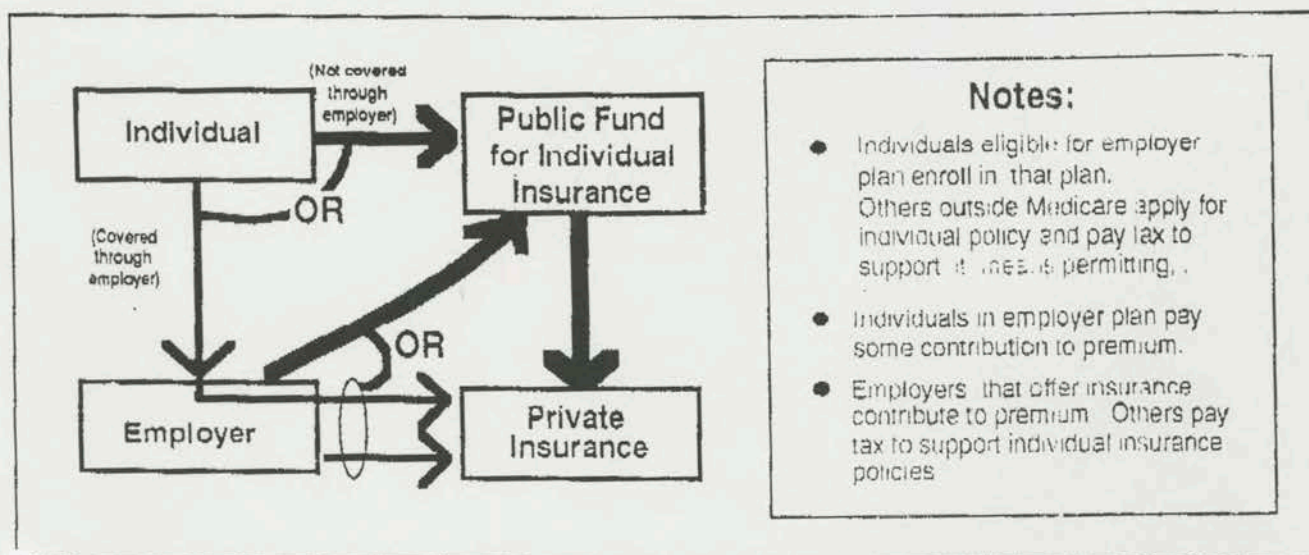 (Not covered
through
employer)
Individual
Public Fund
for Individual
Insurance
OR
(Covered
through
employer)
OR
Employer
Private
Insurance
Notes:
● Individuals eligible for employer
plan enroll in that plan.
Others outside Medicare apply for
individual policy and pay tax to
support permitting,
● Individuals in employer plan pay
some contribution to premium.
● Employers that offer insurance
contribute to premium Others pay
tax to support individual insurance
policies